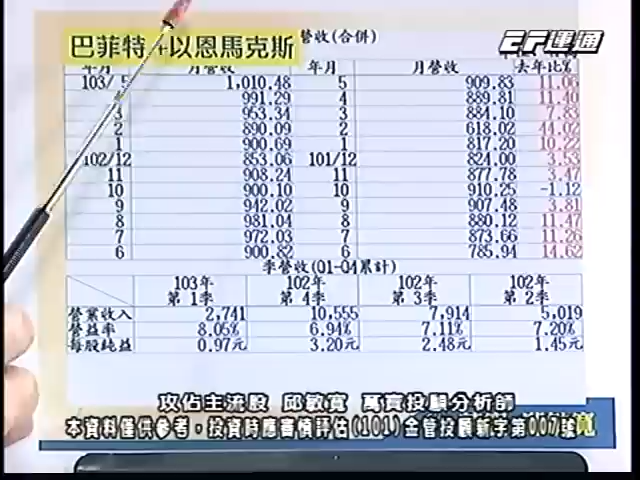 巴菲特+以恩馬克斯
營收(合併)
EF運通
年月 月營收 年月 月營收 去年比%
103/ 5 1,010.48 5 909.83 11.06
4 991.29 4 889.81 11.40
3 953.34 3 884.10 7.83
2 890.09 2 618.02 44.02
1 900.69 1 817.20 10.22
102/12 853.06 101/12 824.00 3.53
11 908.24 11 877.78 3.47
10 900.10 10 910.25 -1.12
9 942.02 9 907.48 3.81
8 981.04 8 880.12 11.47
7 972.03 7 873.66 11.26
6 900.82 6 785.94 14.62
季營收(Q1-Q4累計)
103年 102年 102年 102年
第 1季 第 4季 第 3季 第 2季
營業收入 2,741 10,555 7,914 5,019
營益率 8.05% 6.94% 7.11% 7.20%
每股純益 0.97元 3.20元 2.48元 1.45元
攻佔主流股 邱敏寬 萬寶投顧分析師
本資料僅供參考，投資時應審慎評估(101)金管投顧新字第007號
寬